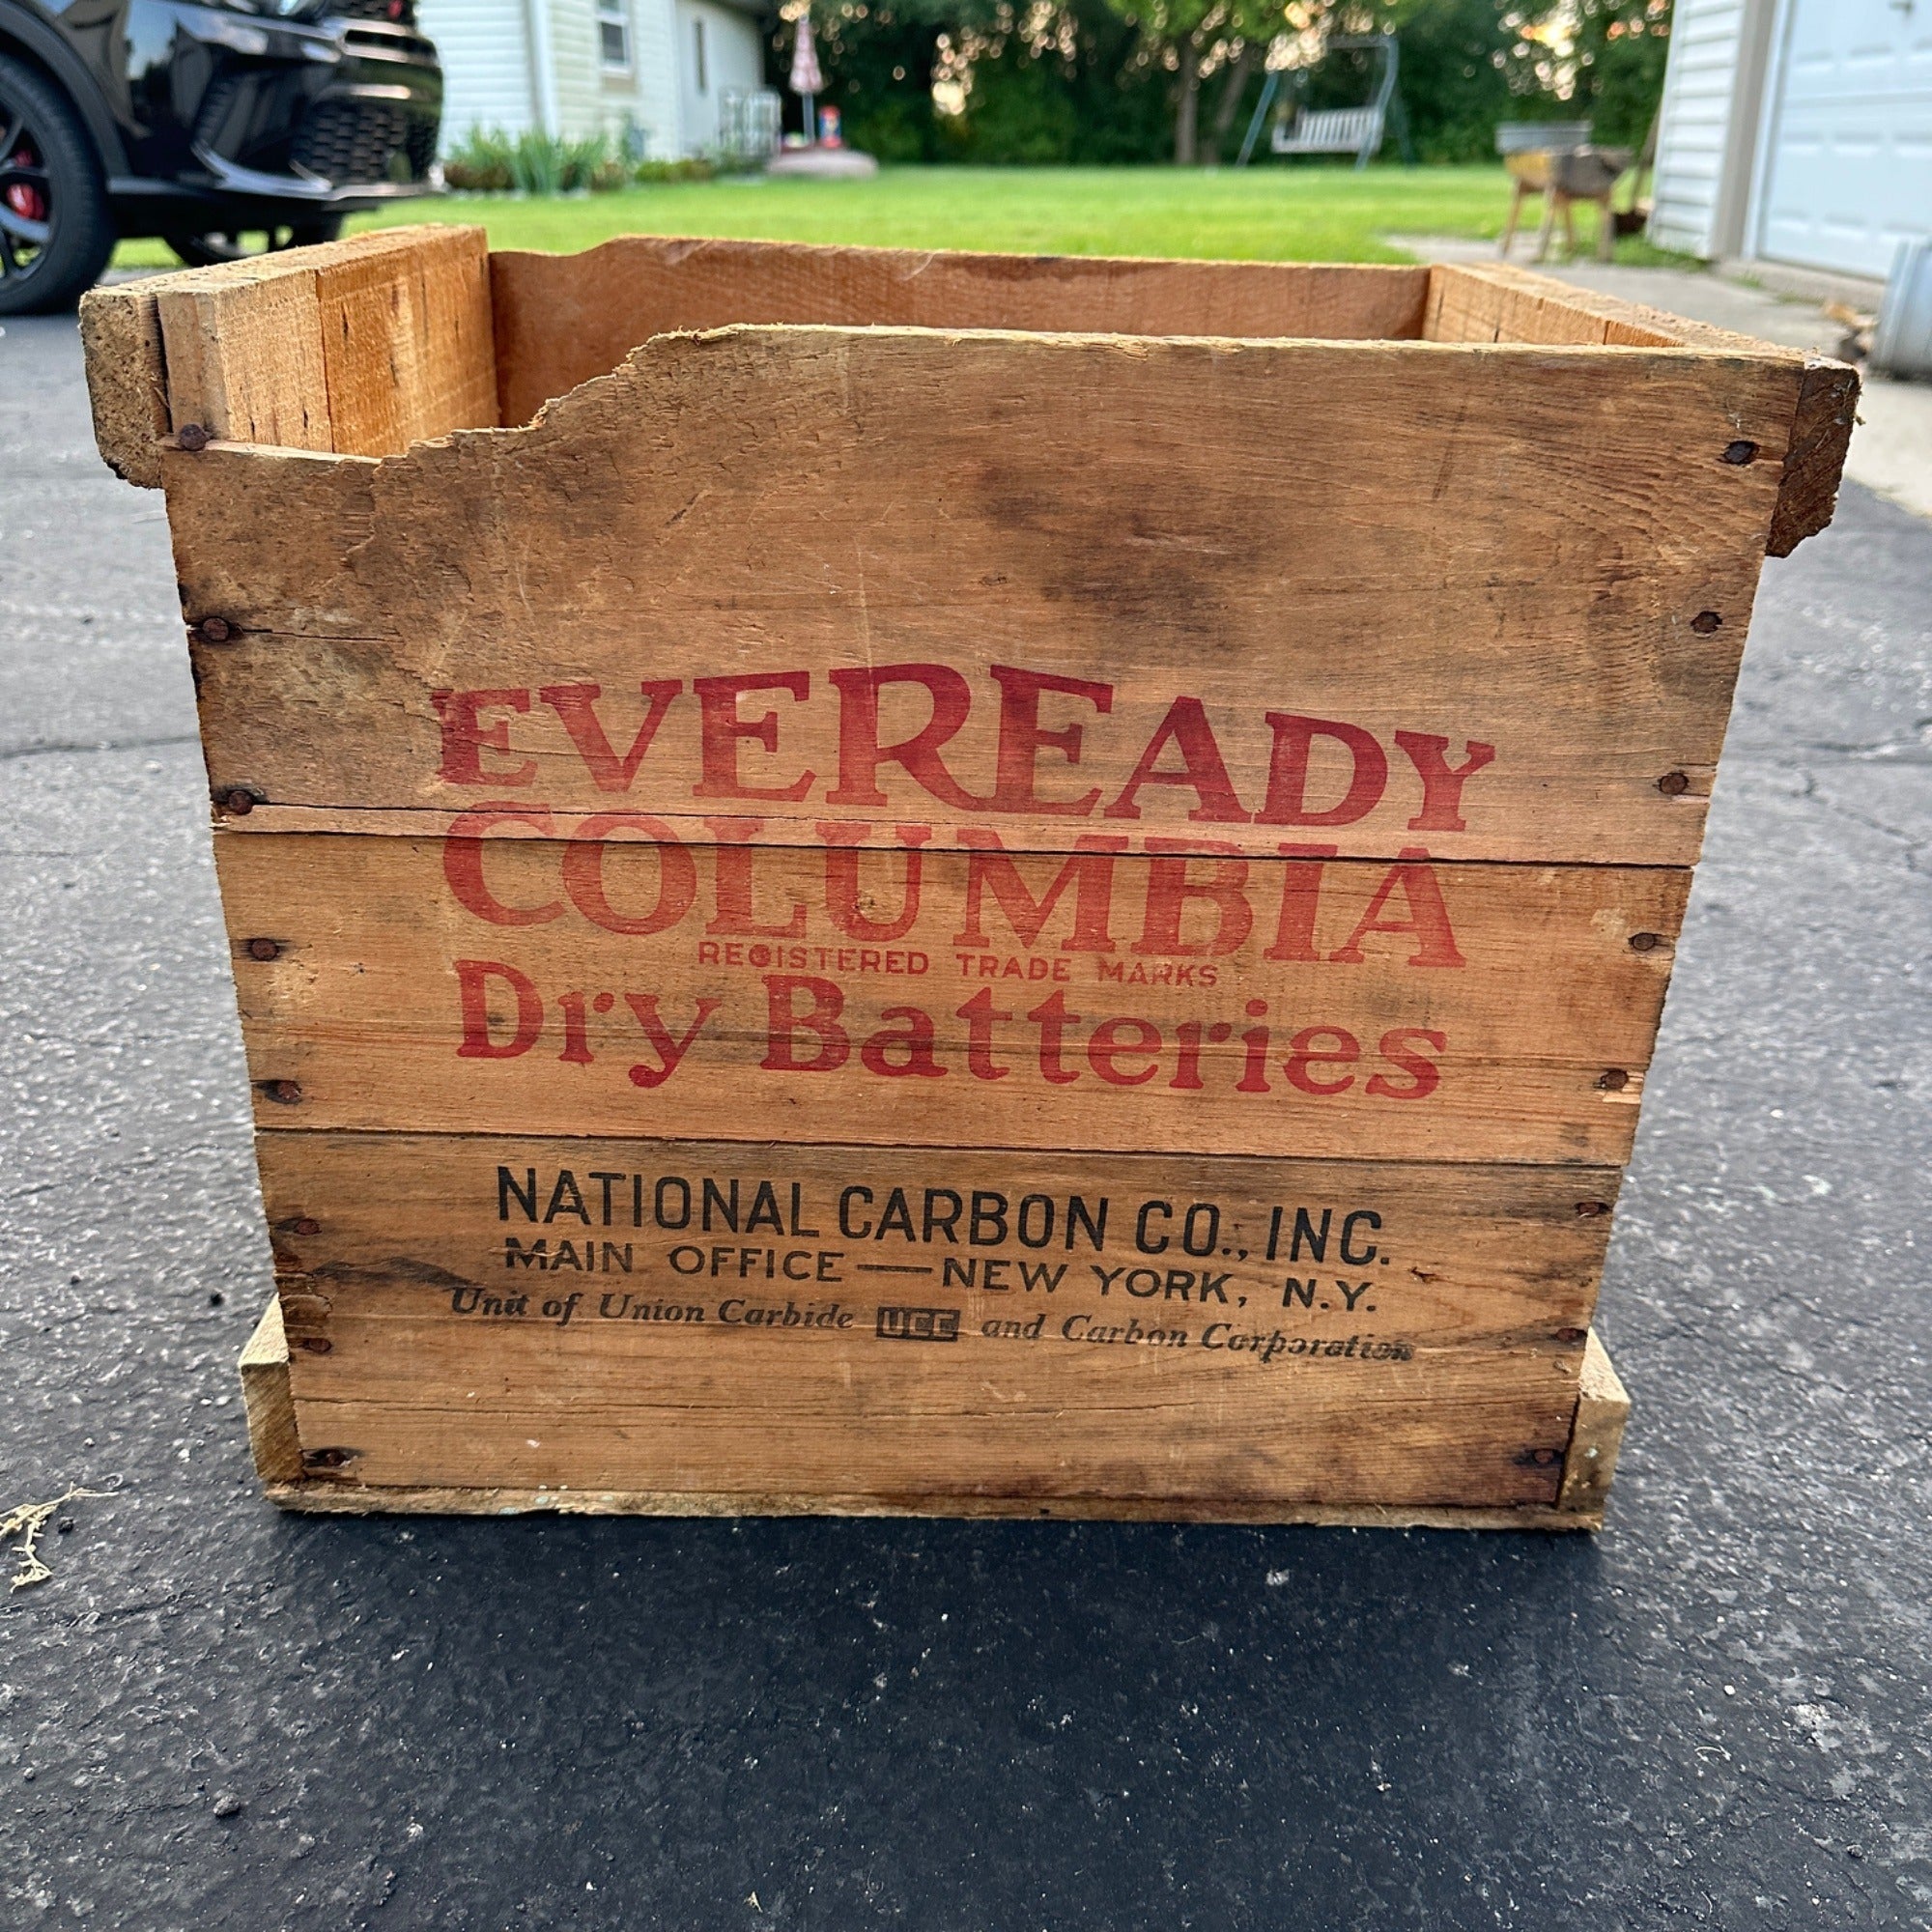 EVEREADY
COLUMBIA
REGISTERED TRADE MARKS
Dry Batteries
NATIONAL CARBON CO., INC.
MAIN OFFICE — NEW YORK, N.Y.
Unit of Union Carbide UCC and Carbon Corporation